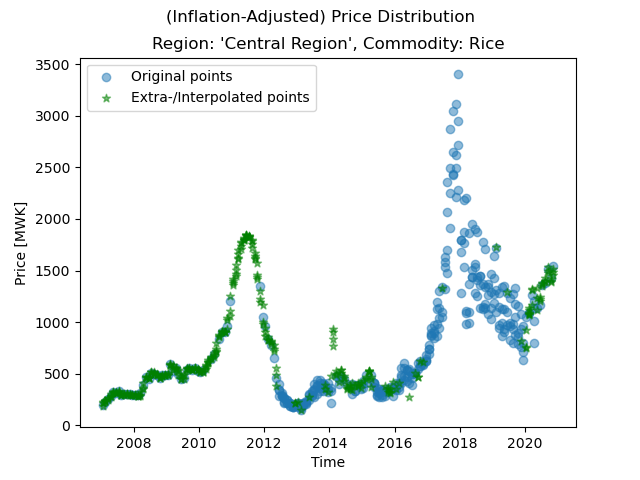 (Inflation-Adjusted) Price Distribution
Region: 'Central Region', Commodity: Rice
Original points
Extra-/Interpolated points
3500
3000
2500
2000
1500
1000
500
0
Price [MWK]
2008 2010 2012 2014 2016 2018 2020
Time